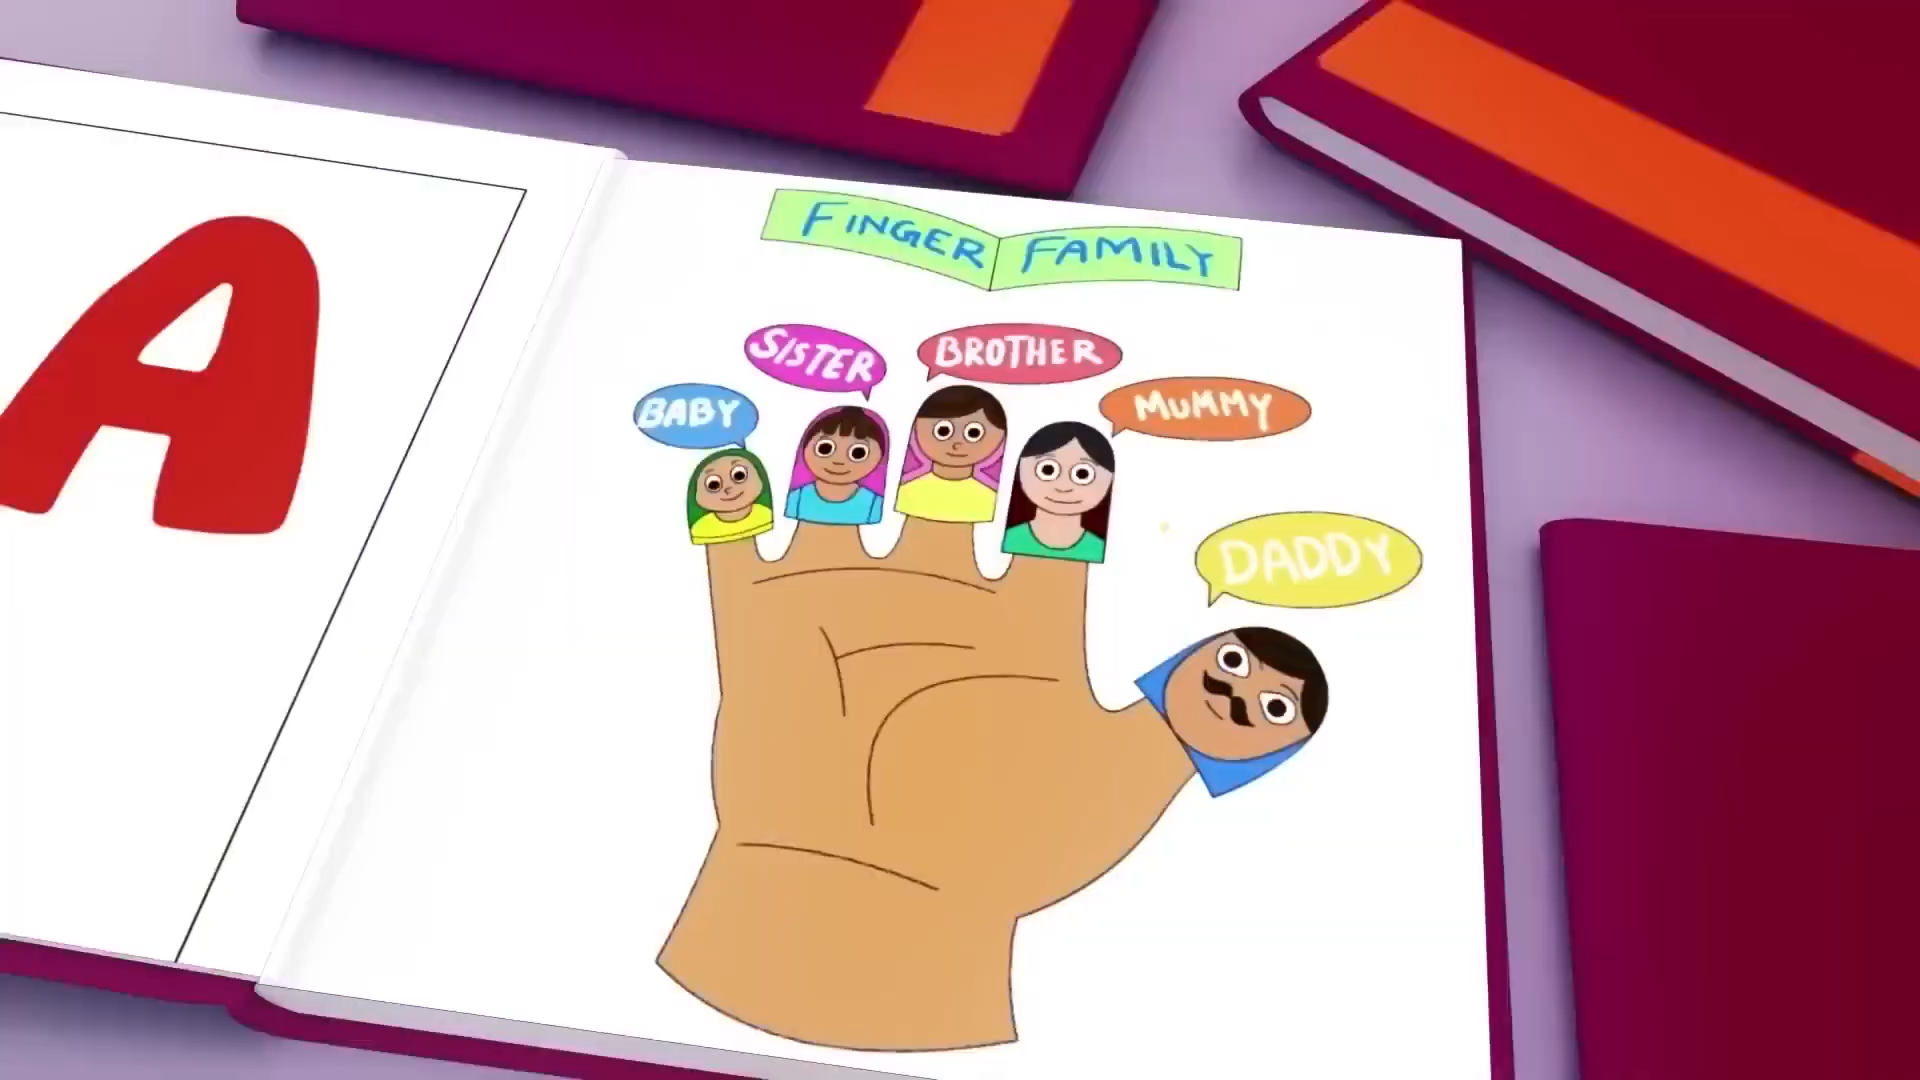 A
FINGER FAMILY
SISTER
BROTHER
BABY
MUMMY
DADDY